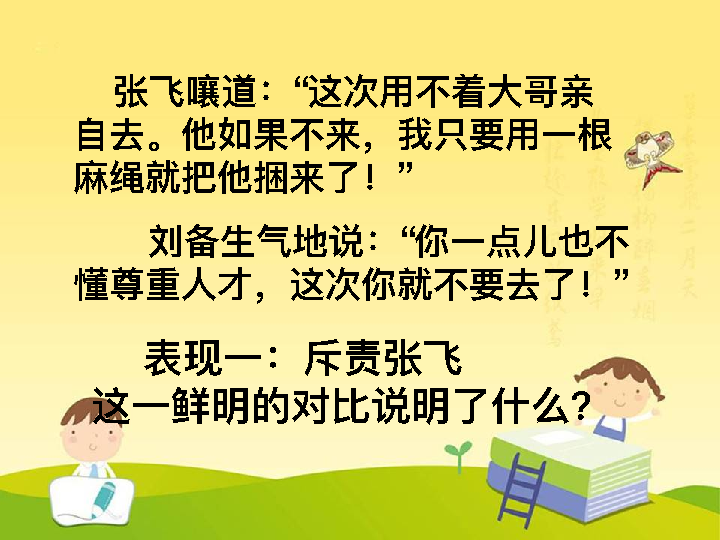 张飞嚷道：“这次用不着大哥亲
自去。他如果不来，我只要用一根
麻绳就把他捆来了！”
刘备生气地说：“你一点儿也不
懂尊重人才，这次你就不要去了！”
表现一：斥责张飞
这一鲜明的对比说明了什么?